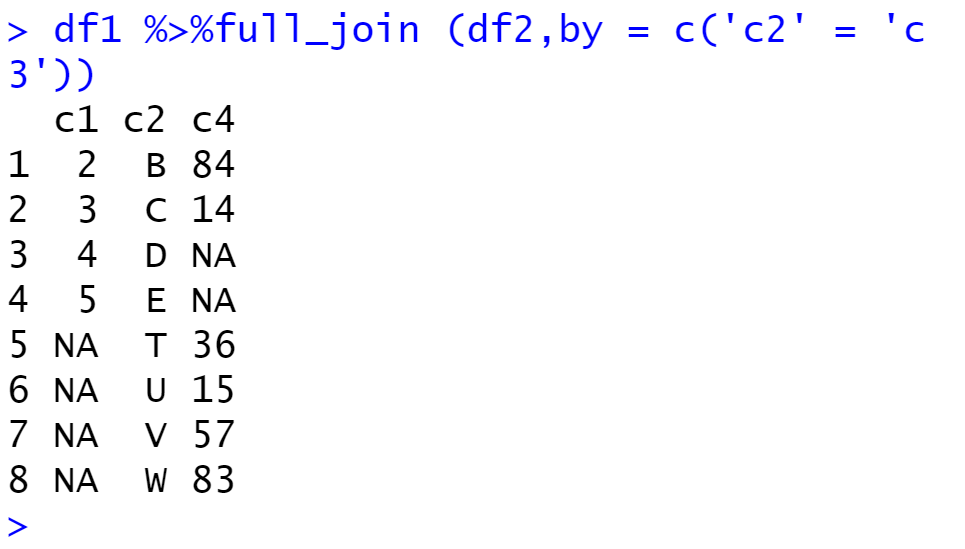 > df1 %>%full_join (df2,by = c('c2' = 'c
3'))
  c1 c2 c4
1  2  B 84
2  3  C 14
3  4  D NA
4  5  E NA
5 NA  T 36
6 NA  U 15
7 NA  V 57
8 NA  W 83
>